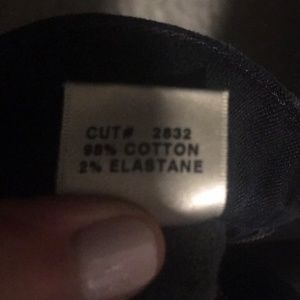 CUT# 2832
98% COTTON
2% ELASTANE